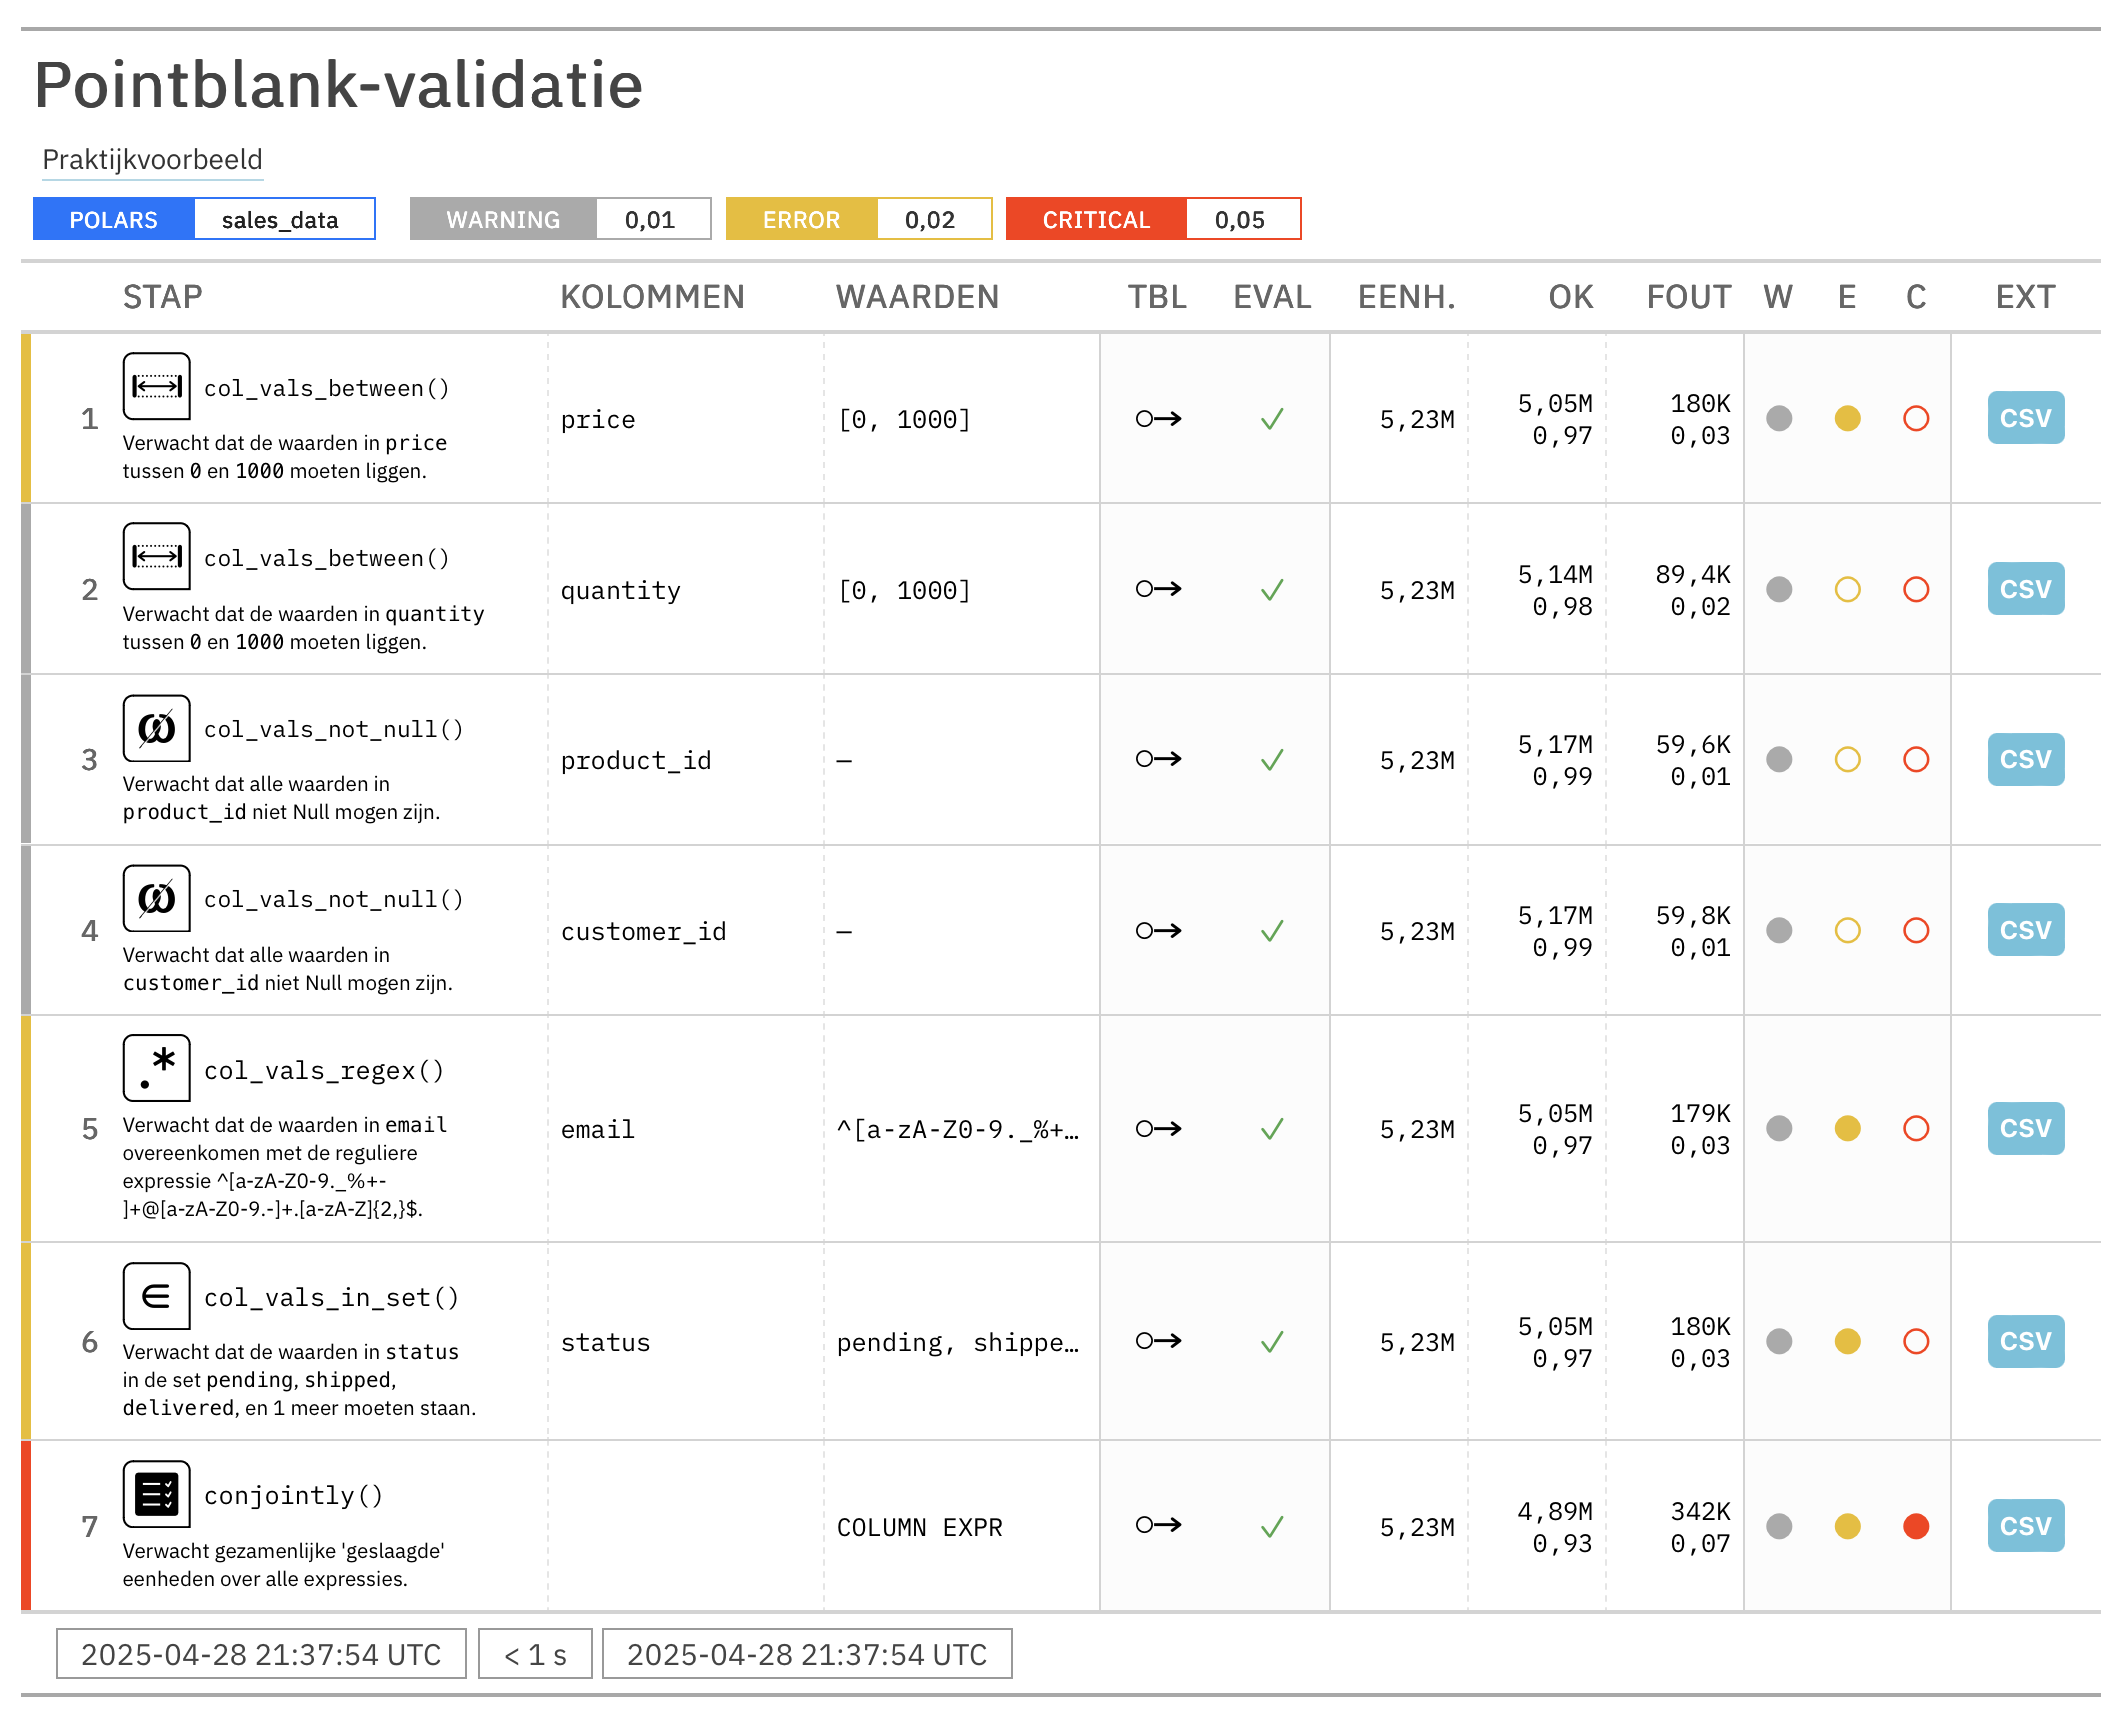 Pointblank-validatie
Praktijkvoorbeeld
POLARS sales_data WARNING 0,01 ERROR 0,02 CRITICAL 0,05
STAP KOLOMMEN WAARDEN TBL EVAL EENH. OK FOUT W E C EXT
col_vals_between()
1 price [0, 1000] ✓ 5,23M 5,05M 180K CSV
0,97 0,03
Verwacht dat de waarden in price
tussen 0 en 1000 moeten liggen.
col_vals_between()
2 quantity [0, 1000] ✓ 5,23M 5,14M 89,4K CSV
0,98 0,02
Verwacht dat de waarden in quantity
tussen 0 en 1000 moeten liggen.
col_vals_not_null()
3 product_id — ✓ 5,23M 5,17M 59,6K CSV
0,99 0,01
Verwacht dat alle waarden in
product_id niet Null mogen zijn.
col_vals_not_null()
4 customer_id — ✓ 5,23M 5,17M 59,8K CSV
0,99 0,01
Verwacht dat alle waarden in
customer_id niet Null mogen zijn.
.* col_vals_regex()
5 email ^[a-zA-Z0-9._%+… ✓ 5,23M 5,05M 179K CSV
0,97 0,03
Verwacht dat de waarden in email
overeenkomen met de reguliere
expressie ^[a-zA-Z0-9._%+-
]+@[a-zA-Z0-9.-]+.[a-zA-Z]{2,}$.
∈ col_vals_in_set()
6 status pending, shippe… ✓ 5,23M 5,05M 180K CSV
0,97 0,03
Verwacht dat de waarden in status
in de set pending, shipped,
delivered, en 1 meer moeten staan.
conjointly()
7 COLUMN EXPR ✓ 5,23M 4,89M 342K CSV
0,93 0,07
Verwacht gezamenlijke 'geslaagde'
eenheden over alle expressies.
2025-04-28 21:37:54 UTC < 1 s 2025-04-28 21:37:54 UTC